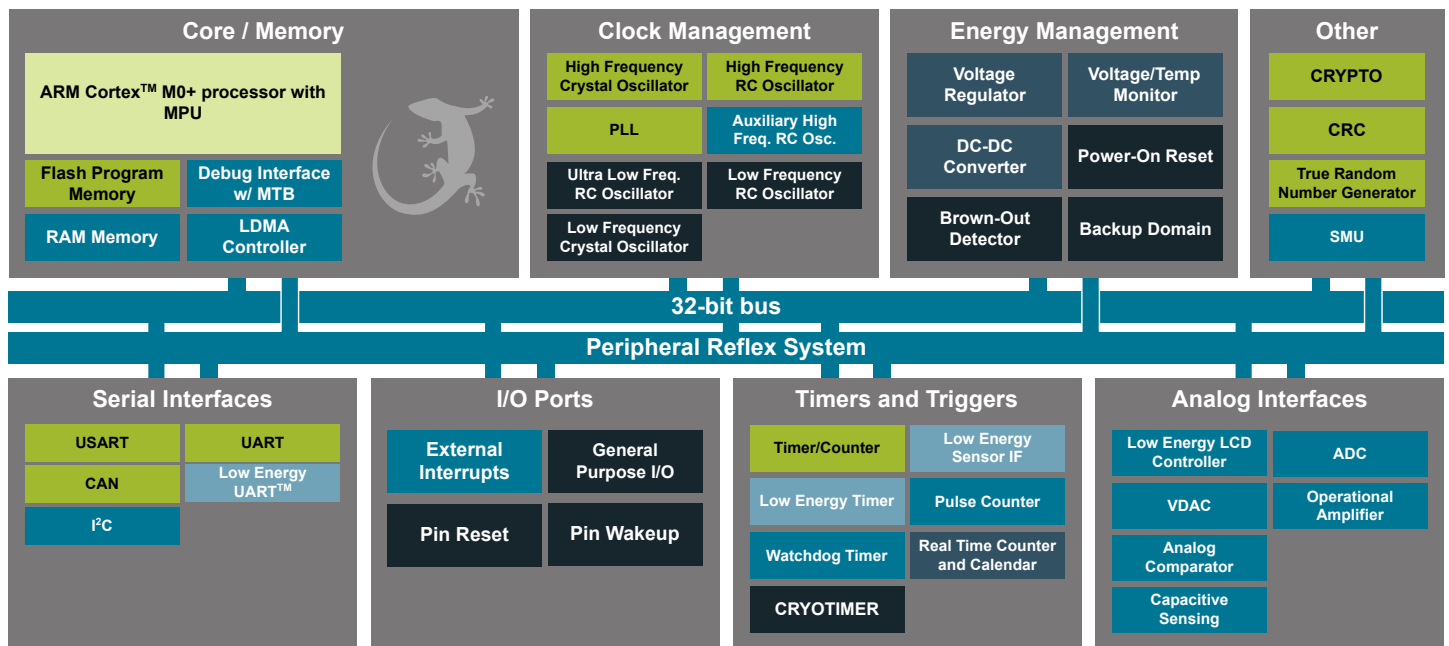 Core / Memory
ARM Cortex™ M0+ processor with
MPU
Flash Program
Memory
Debug Interface
w/ MTB
RAM Memory
LDMA
Controller
Clock Management
High Frequency
Crystal Oscillator
High Frequency
RC Oscillator
PLL
Auxiliary High
Freq. RC Osc.
Ultra Low Freq.
RC Oscillator
Low Frequency
RC Oscillator
Low Frequency
Crystal Oscillator
Energy Management
Voltage
Regulator
Voltage/Temp
Monitor
DC-DC
Converter
Power-On Reset
Brown-Out
Detector
Backup Domain
Other
CRYPTO
CRC
True Random
Number Generator
SMU
32-bit bus
Peripheral Reflex System
Serial Interfaces
USART
UART
CAN
Low Energy
UART™
I²C
I/O Ports
External
Interrupts
General
Purpose I/O
Pin Reset
Pin Wakeup
Timers and Triggers
Timer/Counter
Low Energy
Sensor IF
Low Energy Timer
Pulse Counter
Watchdog Timer
Real Time Counter
and Calendar
CRYOTIMER
Analog Interfaces
Low Energy LCD
Controller
ADC
VDAC
Operational
Amplifier
Analog
Comparator
Capacitive
Sensing